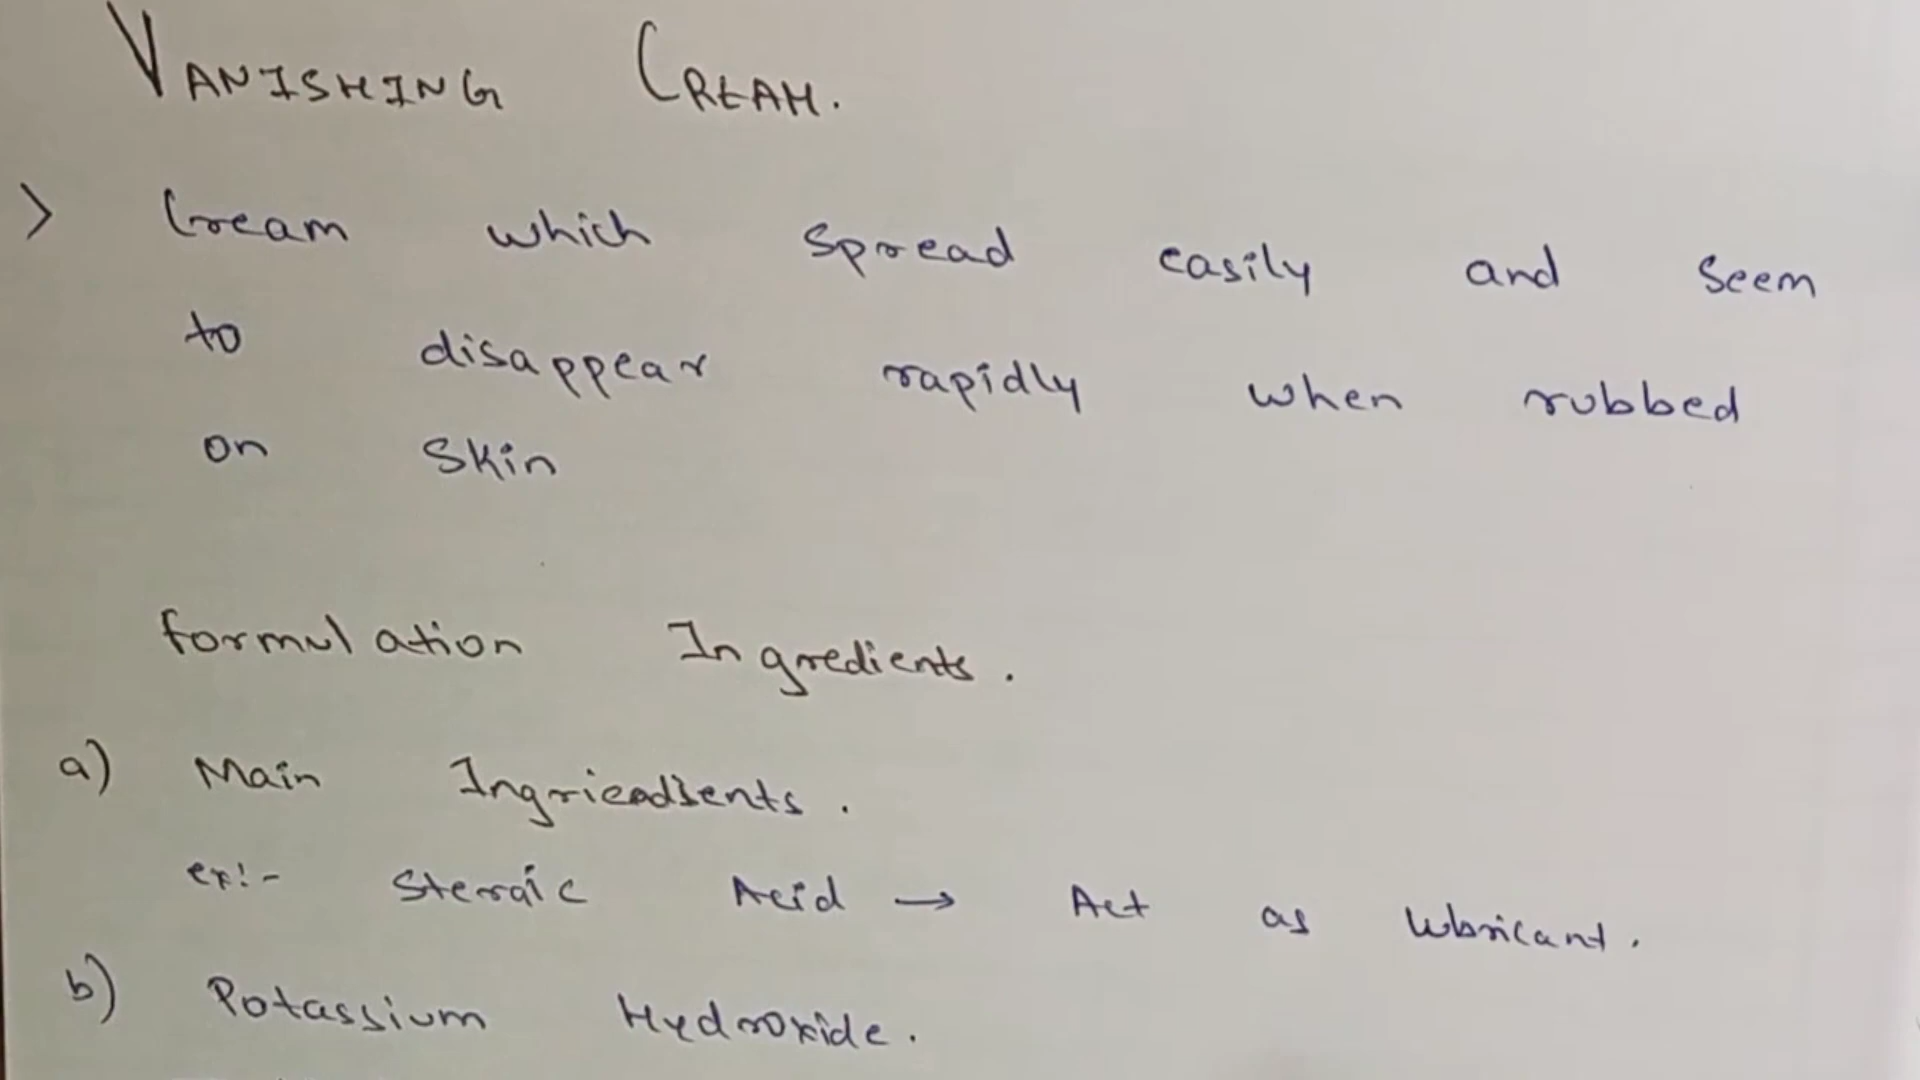 VANISHING CREAM.
> Cream which spread easily and seem
to disappear rapidly when rubbed
on skin
formulation Ingredients.
a) Main Ingrieadients.
ex:- Steraic Acid → Act as lubricant.
b) Potassium Hydroxide.